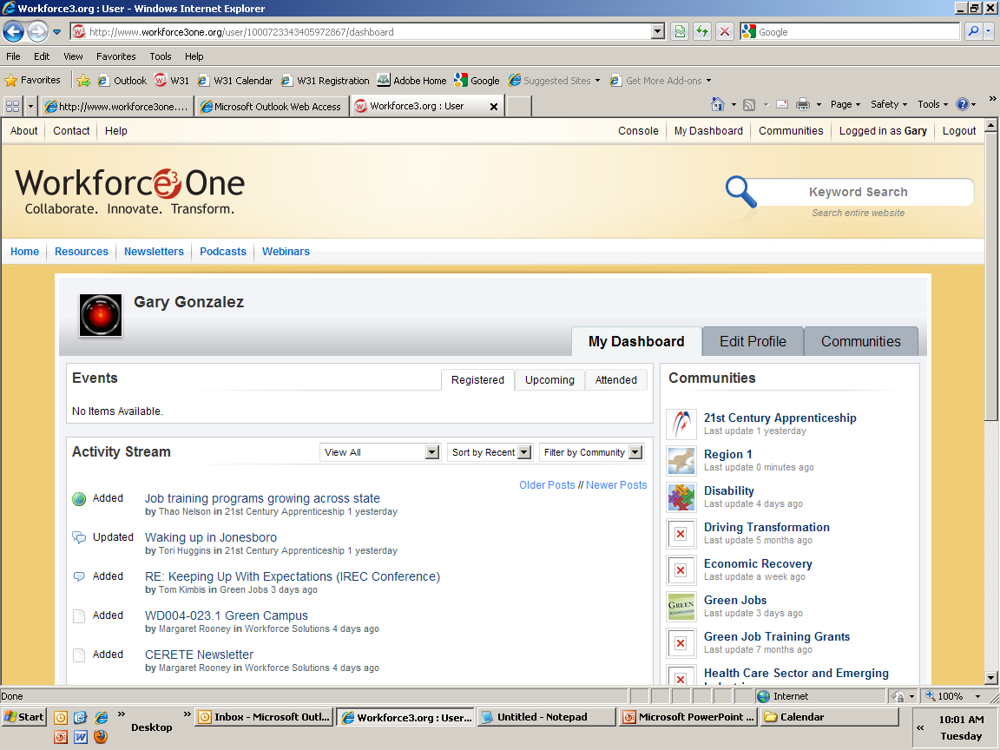 Workforce3.org : User - Windows Internet Explorer
http://www.workforce3one.org/user/1000723343405972867/dashboard
Google
File Edit View Favorites Tools Help
Favorites Outlook W31 W31 Calendar W31 Registration Adobe Home Google Suggested Sites Get More Add-ons
http://www.workforce3one.... Microsoft Outlook Web Access Workforce3.org : User Page Safety Tools
About Contact Help Console My Dashboard Communities Logged in as Gary Logout
Workforce3One
Collaborate. Innovate. Transform.
Keyword Search
Search entire website
Home Resources Newsletters Podcasts Webinars
Gary Gonzalez
My Dashboard Edit Profile Communities
Events Registered Upcoming Attended
No Items Available.
Activity Stream View All Sort by Recent Filter by Community
Older Posts // Newer Posts
Added Job training programs growing across state
by Thao Nelson in 21st Century Apprenticeship 1 yesterday
Updated Waking up in Jonesboro
by Tori Huggins in 21st Century Apprenticeship 1 yesterday
Added RE: Keeping Up With Expectations (IREC Conference)
by Tom Kimbis in Green Jobs 3 days ago
Added WD004-023.1 Green Campus
by Margaret Rooney in Workforce Solutions 4 days ago
Added CERETE Newsletter
by Margaret Rooney in Workforce Solutions 4 days ago
Communities
21st Century Apprenticeship
Last update 1 yesterday
Region 1
Last update 0 minutes ago
Disability
Last update 4 days ago
Driving Transformation
Last update 5 months ago
Economic Recovery
Last update a week ago
GREEN
Green Jobs
Last update 3 days ago
Green Job Training Grants
Last update 7 months ago
Health Care Sector and Emerging
Done Internet 100%
Start Desktop Inbox - Microsoft Outl... Workforce3.org : User... Untitled - Notepad Microsoft PowerPoint ... Calendar 10:01 AM
Tuesday